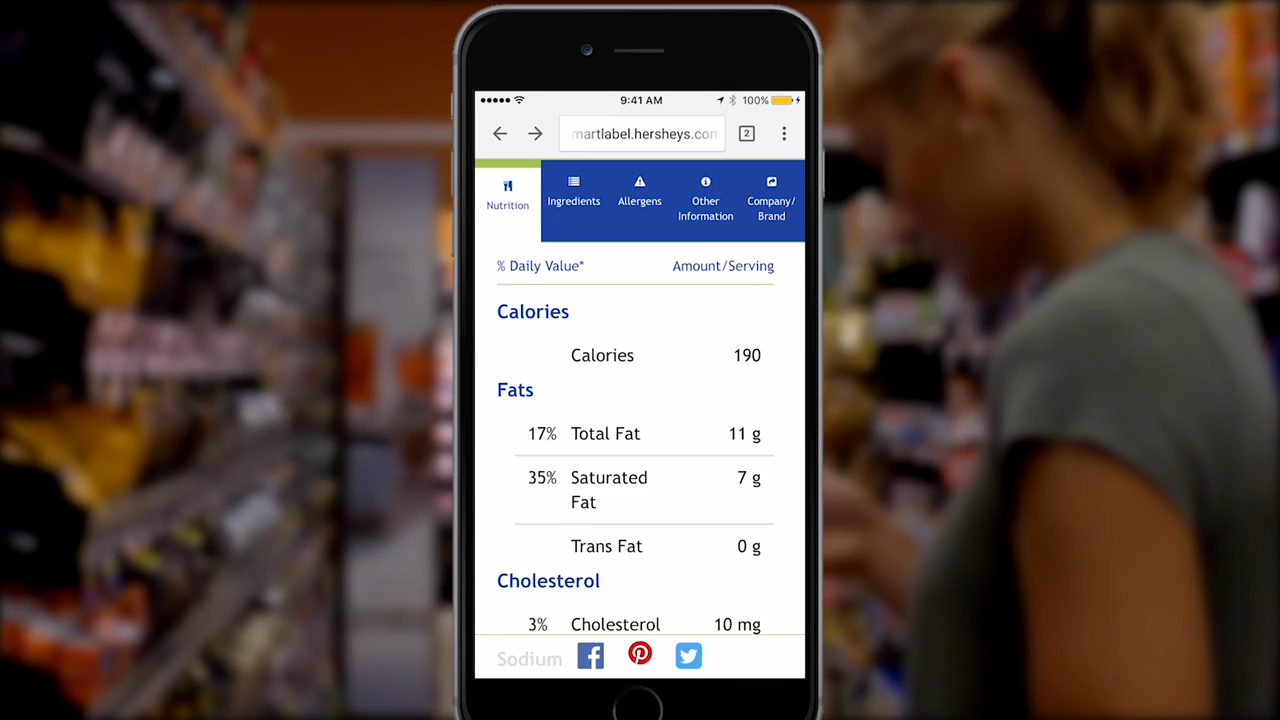 9:41 AM 100%
martlabel.hersheys.com 2
Nutrition Ingredients Allergens Other Information Company/ Brand
% Daily Value* Amount/Serving
Calories
Calories 190
Fats
17% Total Fat 11 g
35% Saturated Fat 7 g
Trans Fat 0 g
Cholesterol
3% Cholesterol 10 mg
Sodium